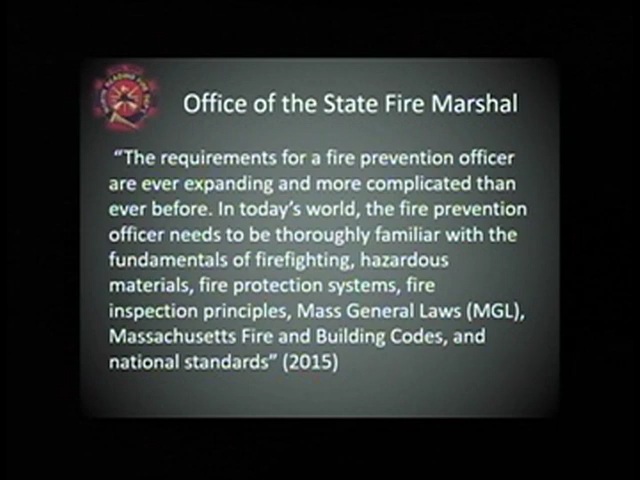 Office of the State Fire Marshal
“The requirements for a fire prevention officer
are ever expanding and more complicated than
ever before. In today’s world, the fire prevention
officer needs to be thoroughly familiar with the
fundamentals of firefighting, hazardous
materials, fire protection systems, fire
inspection principles, Mass General Laws (MGL),
Massachusetts Fire and Building Codes, and
national standards” (2015)